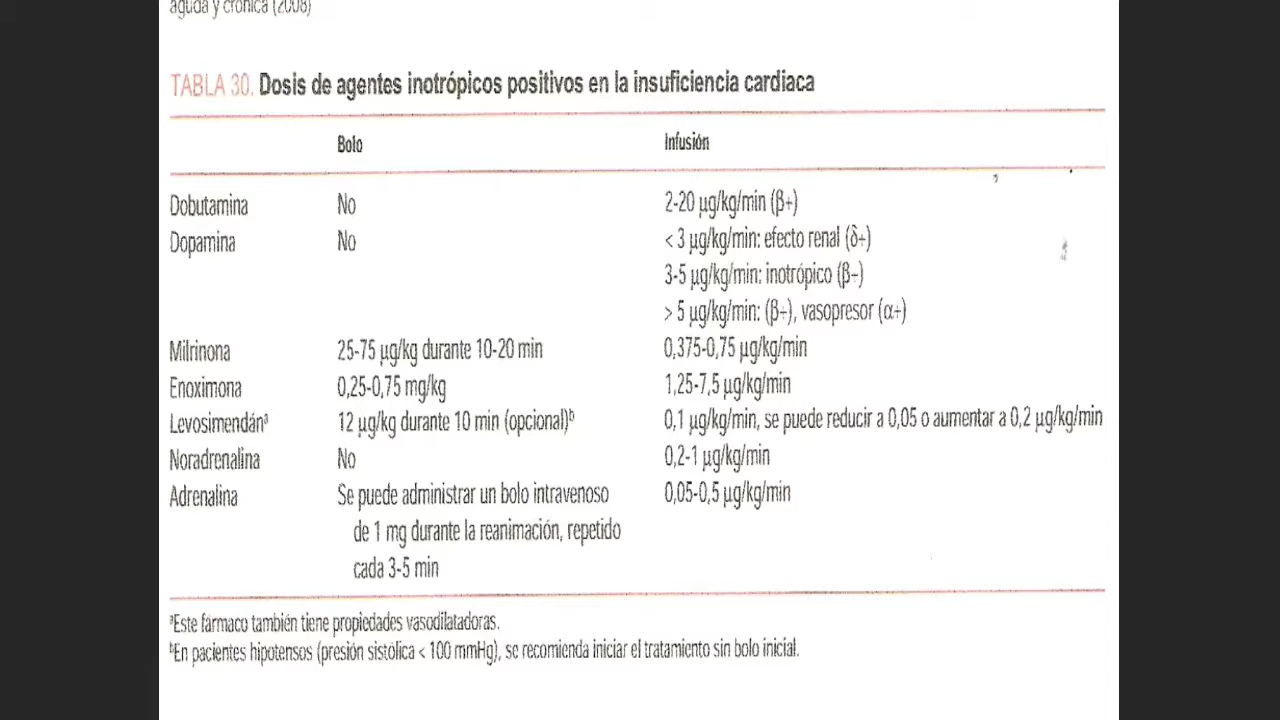 aguda y crónica (2008)
TABLA 30. Dosis de agentes inotrópicos positivos en la insuficiencia cardiaca
Bolo Infusión
Dobutamina No 2-20 µg/kg/min (β+)
Dopamina No < 3 µg/kg/min: efecto renal (δ+)
3-5 µg/kg/min: inotrópico (β+)
> 5 µg/kg/min: (β+), vasopresor (α+)
Milrinona 25-75 µg/kg durante 10-20 min 0,375-0,75 µg/kg/min
Enoximona 0,25-0,75 mg/kg 1,25-7,5 µg/kg/min
Levosimendánª 12 µg/kg durante 10 min (opcional)ᵇ 0,1 µg/kg/min, se puede reducir a 0,05 o aumentar a 0,2 µg/kg/min
Noradrenalina No 0,2-1 µg/kg/min
Adrenalina Se puede administrar un bolo intravenoso 0,05-0,5 µg/kg/min
de 1 mg durante la reanimación, repetido
cada 3-5 min
ªEste fármaco también tiene propiedades vasodilatadoras.
ᵇEn pacientes hipotensos (presión sistólica < 100 mmHg), se recomienda iniciar el tratamiento sin bolo inicial.